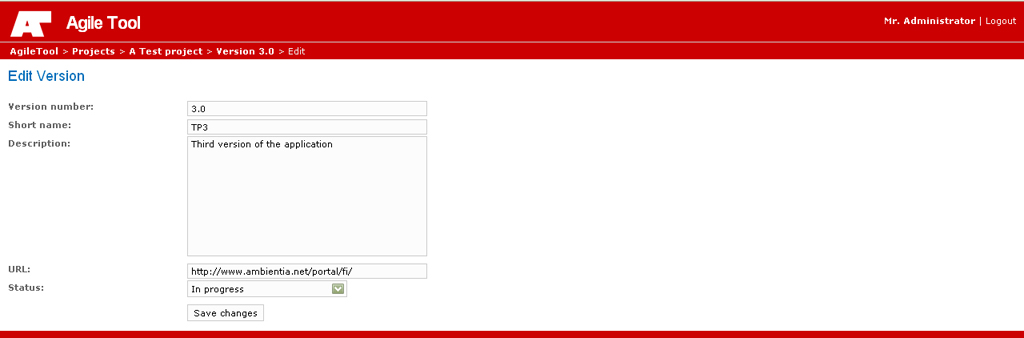 AT Agile Tool
Mr. Administrator | Logout
AgileTool > Projects > A Test project > Version 3.0 > Edit
Edit Version
Version number: 3.0
Short name: TP3
Description: Third version of the application
URL: http://www.ambientia.net/portal/fi/
Status: In progress
Save changes